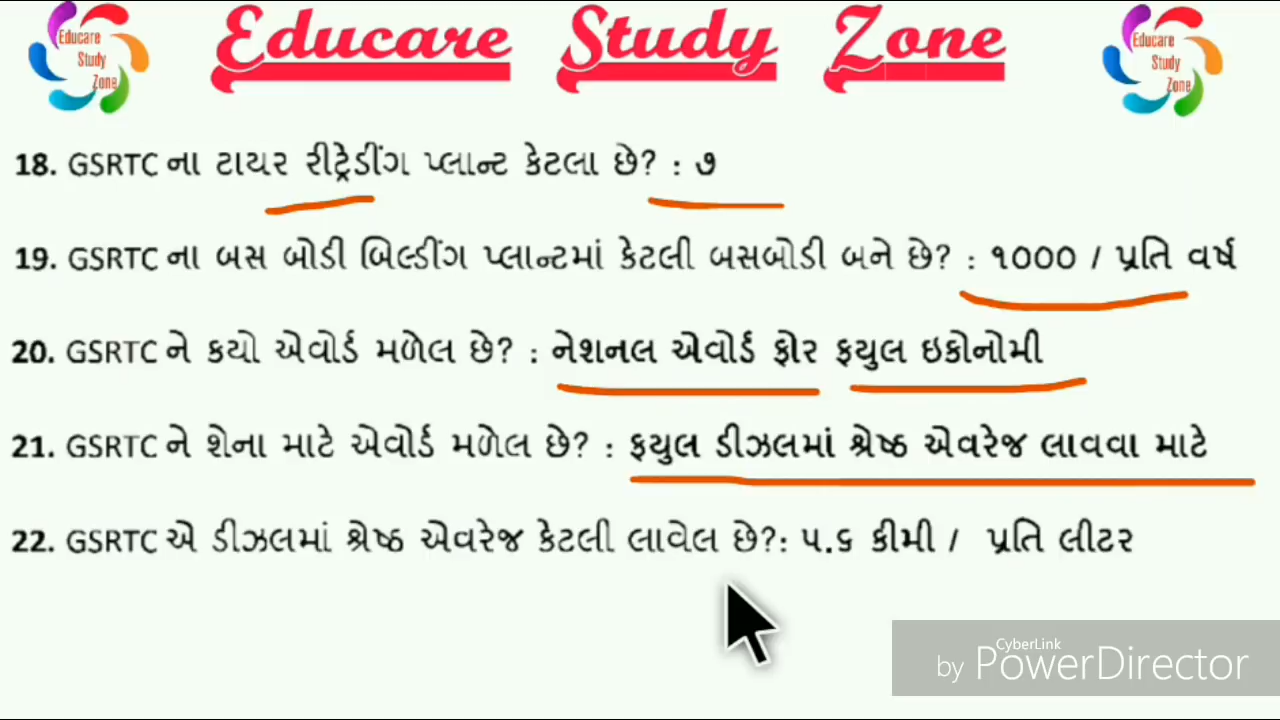 Educare Study Zone
Educare Study Zone
Educare Study Zone
18. GSRTC ના ટાયર રીટ્રેડીંગ પ્લાન્ટ કેટલા છે? : ૭
19. GSRTC ના બસ બોડી બિલ્ડીંગ પ્લાન્ટમાં કેટલી બસબોડી બને છે? : ૧૦૦૦ / પ્રતિ વર્ષ
20. GSRTC ને કયો એવોર્ડ મળેલ છે? : નેશનલ એવોર્ડ ફોર ફયુલ ઇકોનોમી
21. GSRTC ને શેના માટે એવોર્ડ મળેલ છે? : ફયુલ ડીઝલમાં શ્રેષ્ઠ એવરેજ લાવવા માટે
22. GSRTC એ ડીઝલમાં શ્રેષ્ઠ એવરેજ કેટલી લાવેલ છે?: ૫.૬ કીમી / પ્રતિ લીટર
by CyberLink PowerDirector